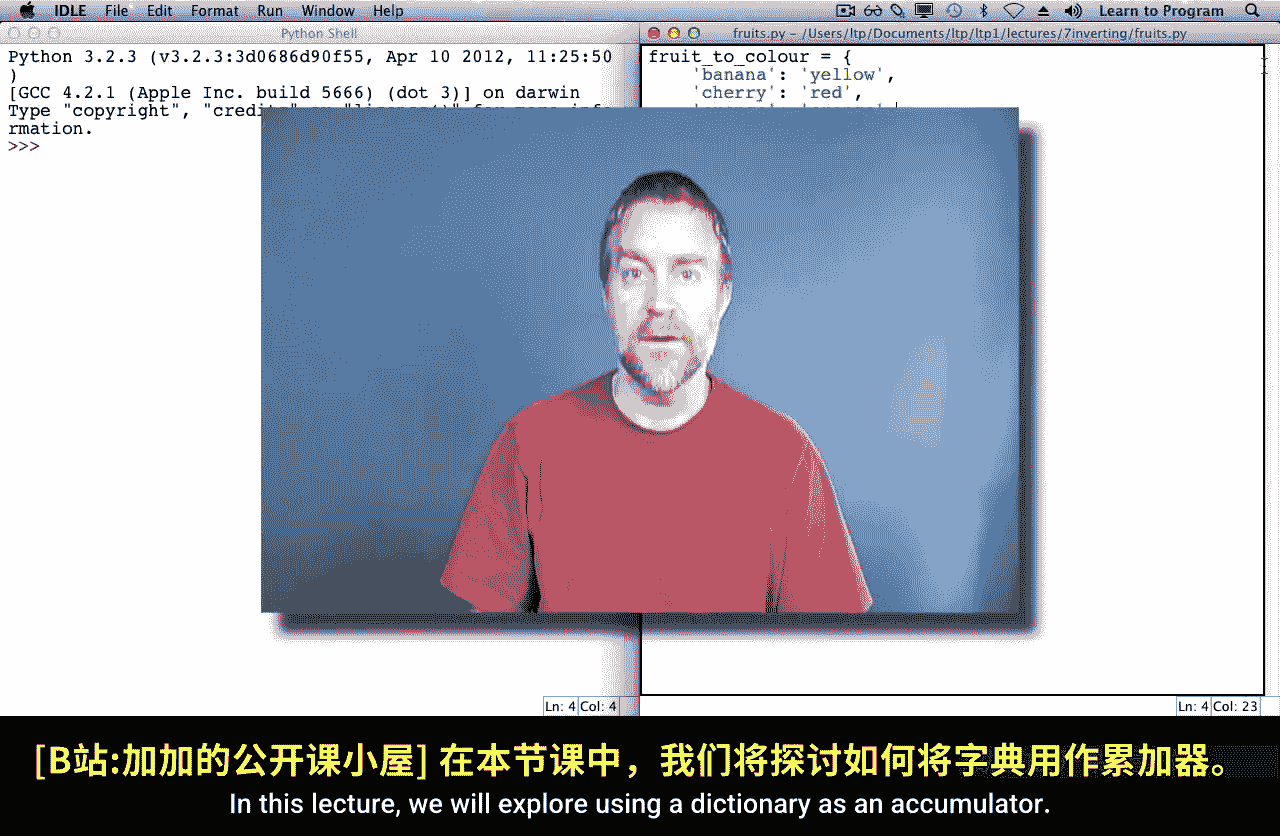 IDLE File Edit Format Run Window Help Learn to Program
Python Shell
Python 3.2.3 (v3.2.3:3d0686d90f55, Apr 10 2012, 11:25:50
)
[GCC 4.2.1 (Apple Inc. build 5666) (dot 3)] on darwin
Type "copyright",
rmation.
>>>
fruits.py – /Users/ltp/Documents/ltp/ltp1/lectures/7inverting/fruits.py
fruit_to_colour = {
'banana': 'yellow',
'cherry': 'red',
Ln: 4 Col: 4
Ln: 4 Col: 23
[B站:加加的公开课小屋] 在本节课中，我们将探讨如何将字典用作累加器。
In this lecture, we will explore using a dictionary as an accumulator.